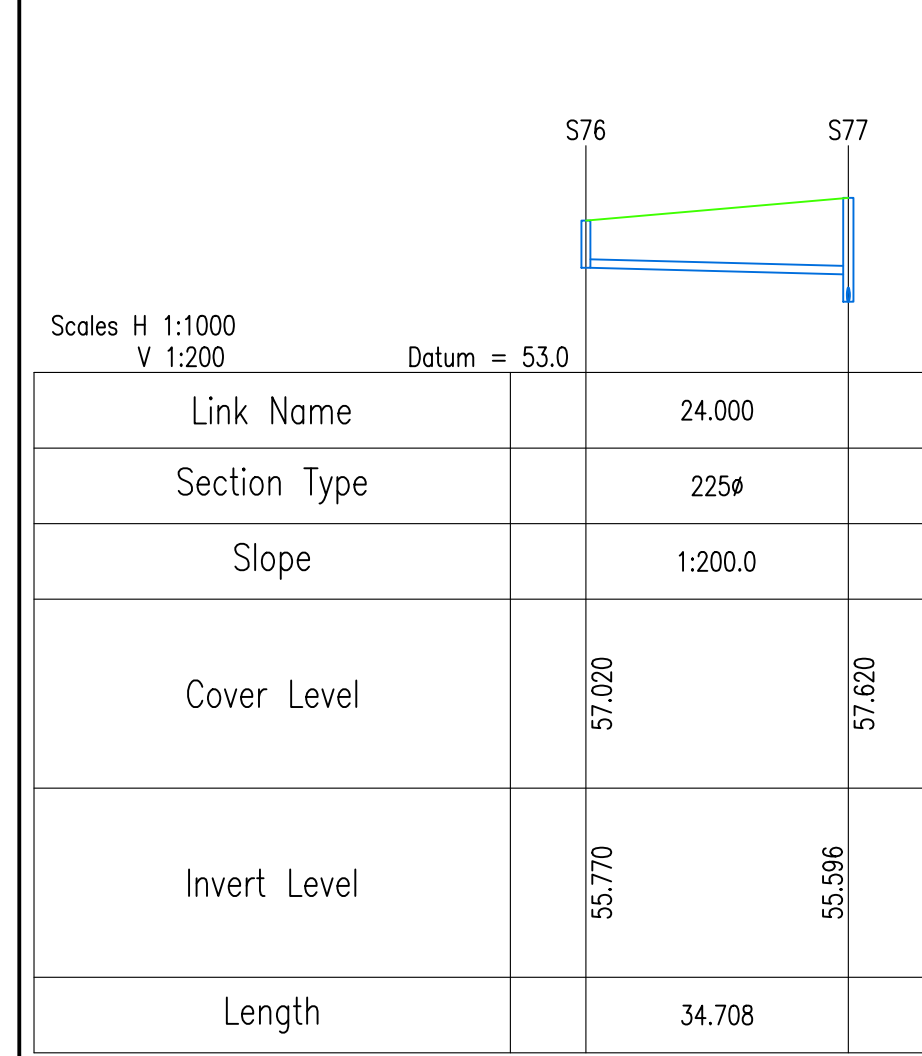 S76 S77
Scales H 1:1000
V 1:200 Datum = 53.0
Link Name 24.000
Section Type 225ø
Slope 1:200.0
Cover Level 57.020 57.620
Invert Level 55.770 55.596
Length 34.708